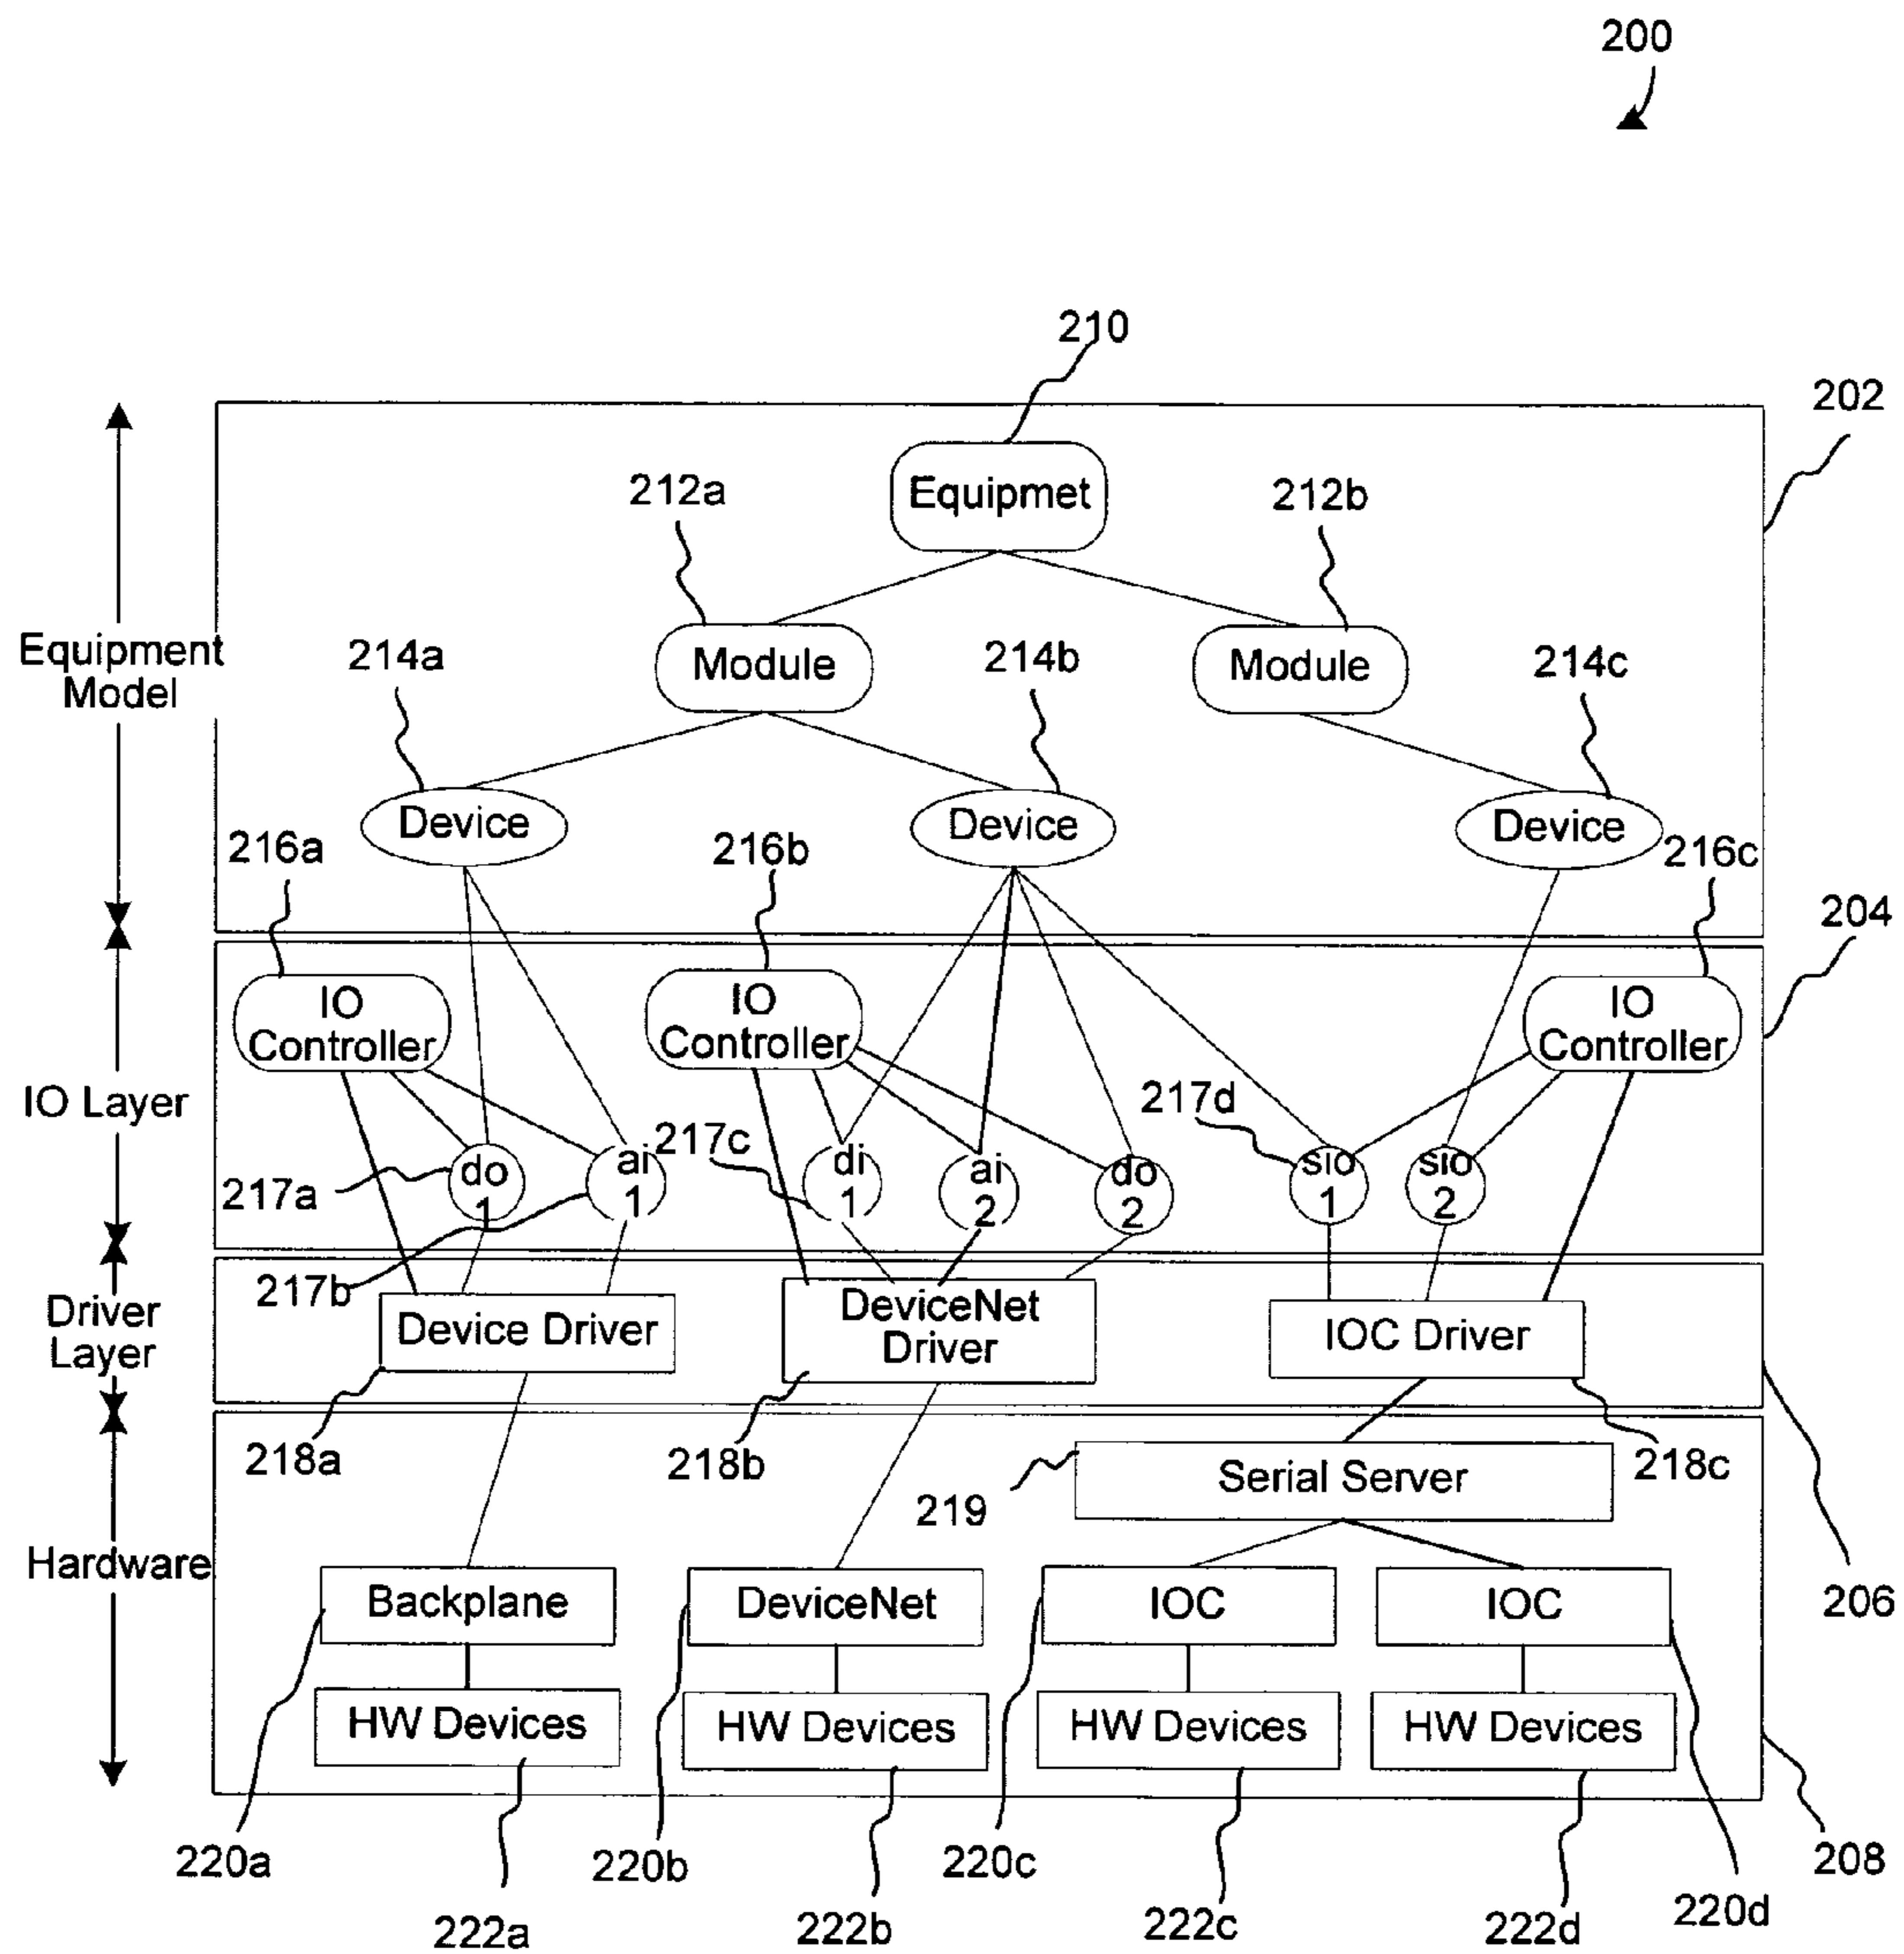 200
210
202
Equipmet
212a
212b
Module
Module
Equipment
Model
214a
214b
214c
Device
Device
Device
216a
216b
216c
204
IO
Controller
IO
Controller
IO
Controller
IO Layer
217a
217b
217c
217d
do
1
ai
1
di
1
ai
2
do
2
sio
1
sio
2
Driver
Layer
Device Driver
DeviceNet
Driver
IOC Driver
218a
218b
218c
219
Serial Server
Hardware
Backplane
DeviceNet
IOC
IOC
206
HW Devices
HW Devices
HW Devices
HW Devices
220a
220b
220c
220d
208
222a
222b
222c
222d